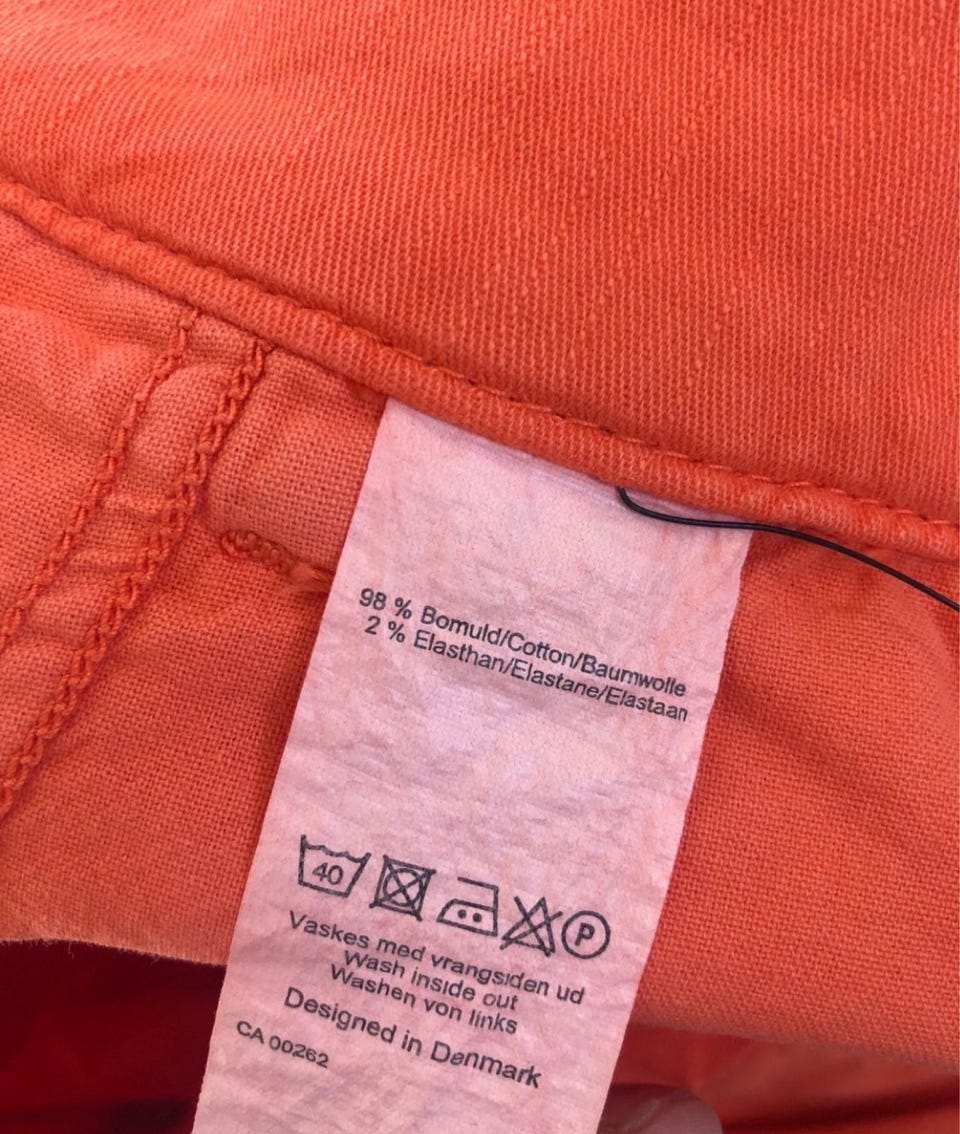 98 % Bomuld/Cotton/Baumwolle
2 % Elasthan/Elastane/Elastaan
40
P
Vaskes med vrangsiden ud
Wash inside out
Washen von links
Designed in Denmark
CA 00262